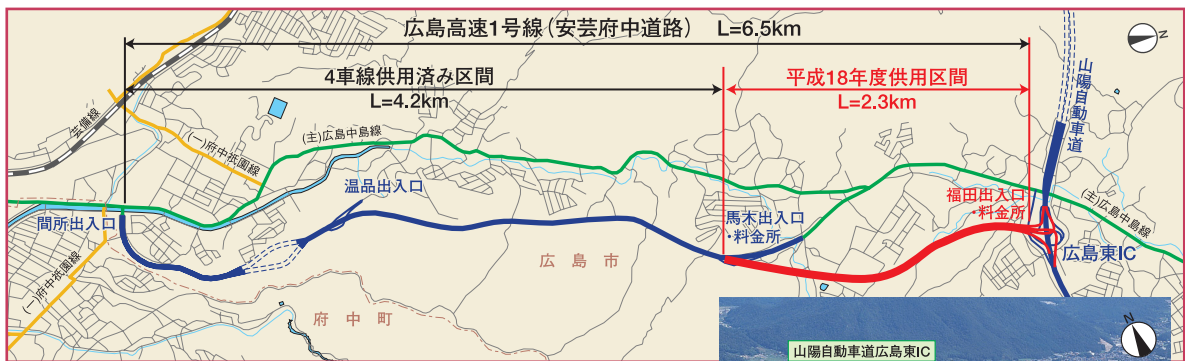 広島高速1号線(安芸府中道路) L=6.5km
N
4車線供用済み区間
L=4.2km
平成18年度供用区間
L=2.3km
山陽自動車道
芸備線
(一)府中祇園線
(主)広島中島線
温品出入口
間所出入口
馬木出入口
・料金所
福田出入口
・料金所
(主)広島中島線
広島東IC
広島市
(一)府中祇園線
府中町
山陽自動車道広島東IC
N